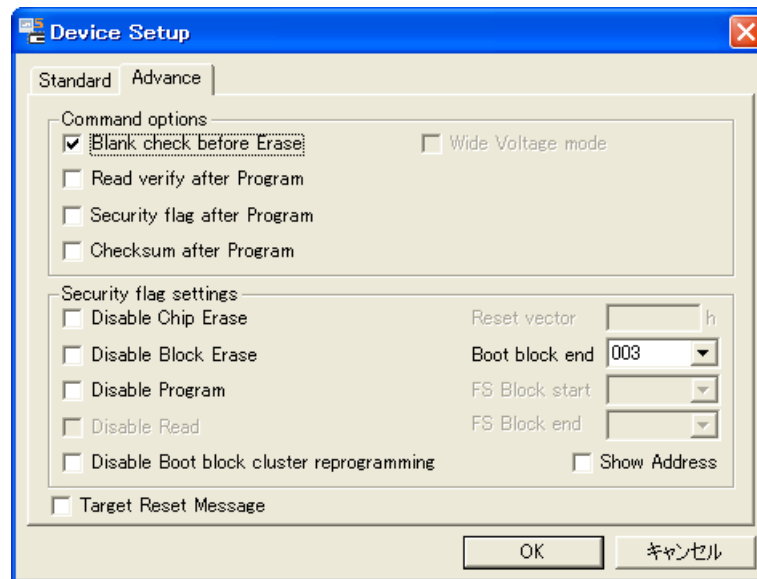 Device Setup
Standard Advance
Command options
Blank check before Erase Wide Voltage mode
Read verify after Program
Security flag after Program
Checksum after Program
Security flag settings
Disable Chip Erase Reset vector h
Disable Block Erase Boot block end 003
Disable Program FS Block start
Disable Read FS Block end
Disable Boot block cluster reprogramming Show Address
Target Reset Message
OK キャンセル